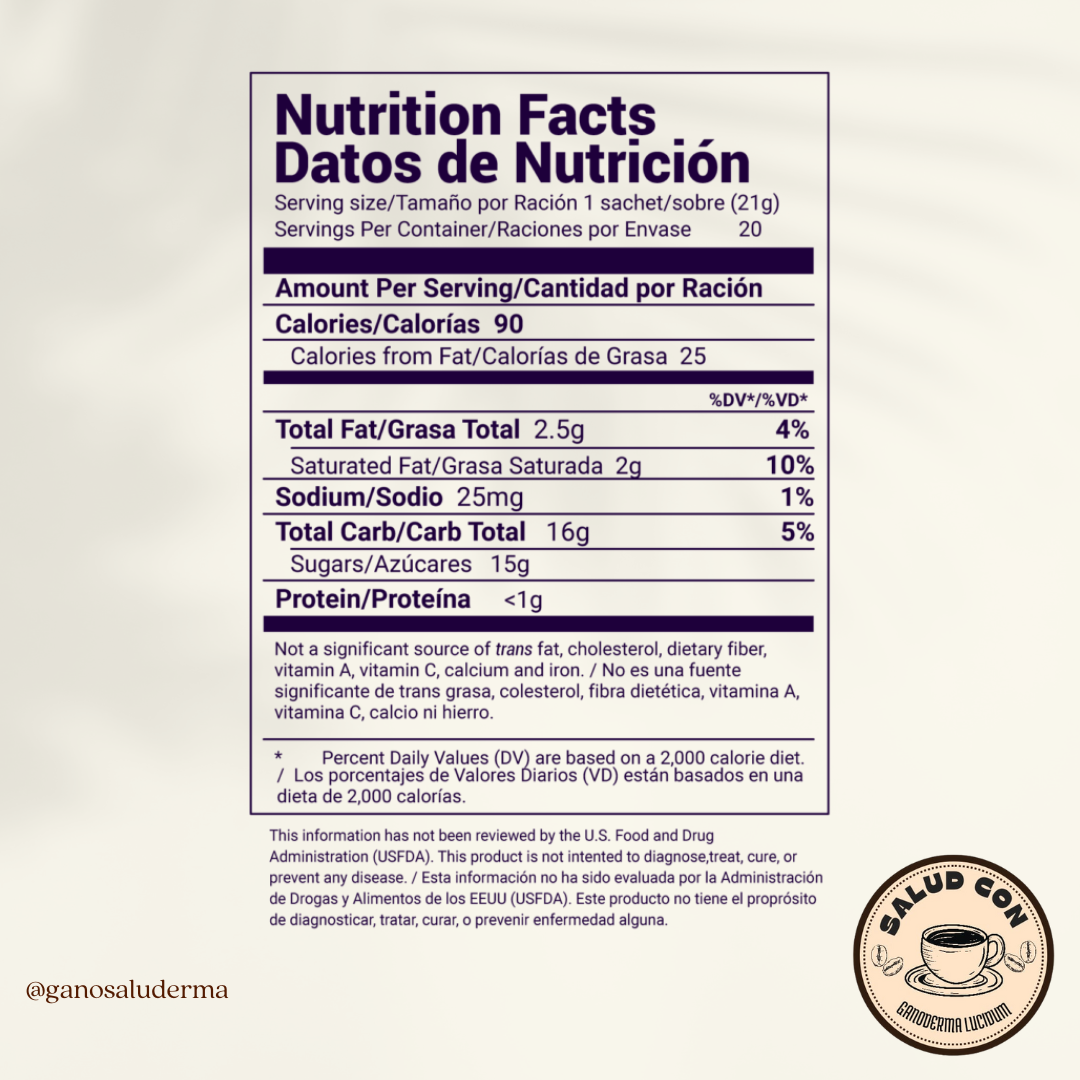 Nutrition Facts
Datos de Nutrición
Serving size/Tamaño por Ración 1 sachet/sobre (21g)
Servings Per Container/Raciones por Envase 20
Amount Per Serving/Cantidad por Ración
Calories/Calorías 90
Calories from Fat/Calorías de Grasa 25
%DV*/%VD*
Total Fat/Grasa Total 2.5g 4%
Saturated Fat/Grasa Saturada 2g 10%
Sodium/Sodio 25mg 1%
Total Carb/Carb Total 16g 5%
Sugars/Azúcares 15g
Protein/Proteína <1g
Not a significant source of trans fat, cholesterol, dietary fiber,
vitamin A, vitamin C, calcium and iron. / No es una fuente
significante de trans grasa, colesterol, fibra dietética, vitamina A,
vitamina C, calcio ni hierro.
* Percent Daily Values (DV) are based on a 2,000 calorie diet.
/ Los porcentajes de Valores Diarios (VD) están basados en una
dieta de 2,000 calorías.
This information has not been reviewed by the U.S. Food and Drug
Administration (USFDA). This product is not intented to diagnose,treat, cure, or
prevent any disease. / Esta información no ha sido evaluada por la Administración
de Drogas y Alimentos de los EEUU (USFDA). Este producto no tiene el proprósito
de diagnosticar, tratar, curar, o prevenir enfermedad alguna.
SALUD CON
GANODERMA LUCIDUM
@ganosaluderma